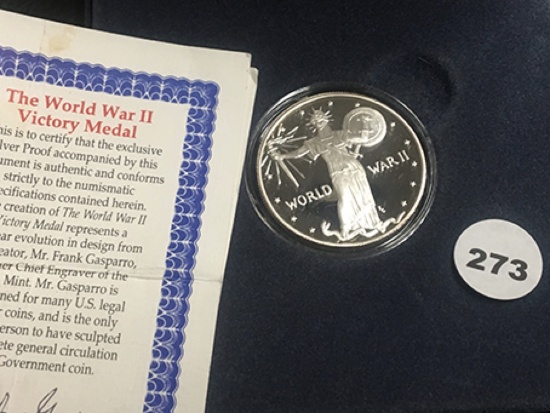 The World War II
Victory Medal
his is to certify that the exclusive
lver Proof accompanied by this
ument is authentic and conforms
strictly to the numismatic
ecifications contained herein.
e creation of The World War II
Victory Medal represents a
ar evolution in design from
eator, Mr. Frank Gasparro,
er Chief Engraver of the
Mint. Mr. Gasparro is
ned for many U.S. legal
r coins, and is the only
erson to have sculpted
ete general circulation
Government coin.
WORLD WAR II
273